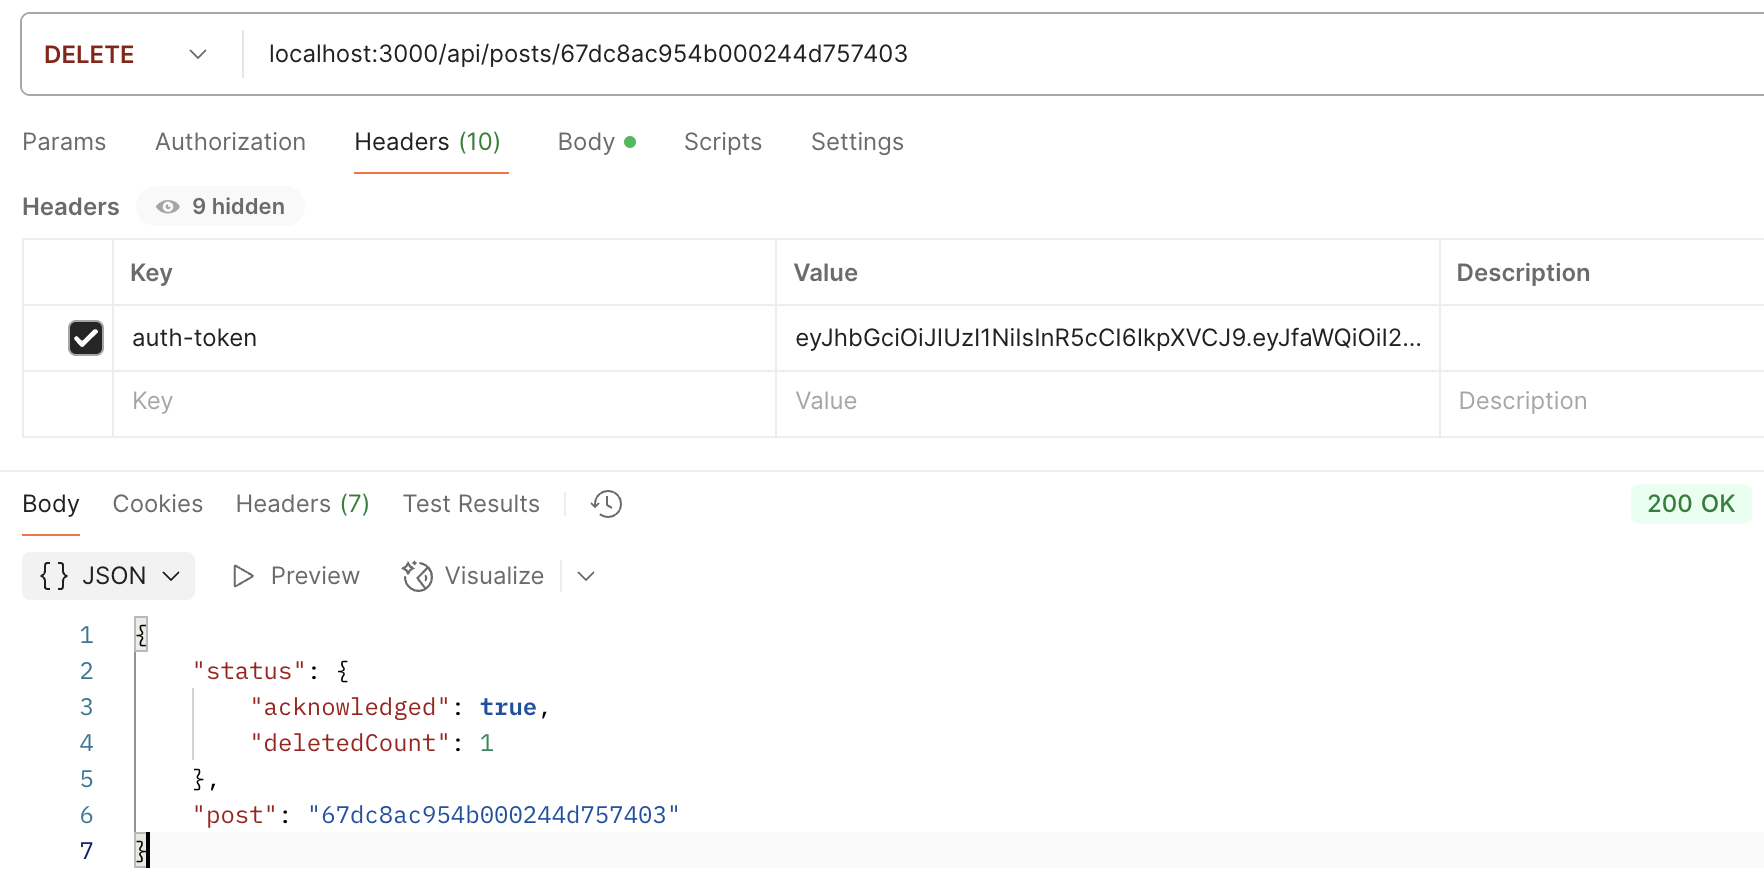 DELETE localhost:3000/api/posts/67dc8ac954b000244d757403
Params Authorization Headers (10) Body Scripts Settings
Headers 9 hidden
Key Value Description
auth-token eyJhbGciOiJIUzI1NiIsInR5cCI6IkpXVCJ9.eyJfaWQiOiI2...
Key Value Description
Body Cookies Headers (7) Test Results 200 OK
{ } JSON Preview Visualize
1 {
2 "status": {
3 "acknowledged": true,
4 "deletedCount": 1
5 },
6 "post": "67dc8ac954b000244d757403"
7 }